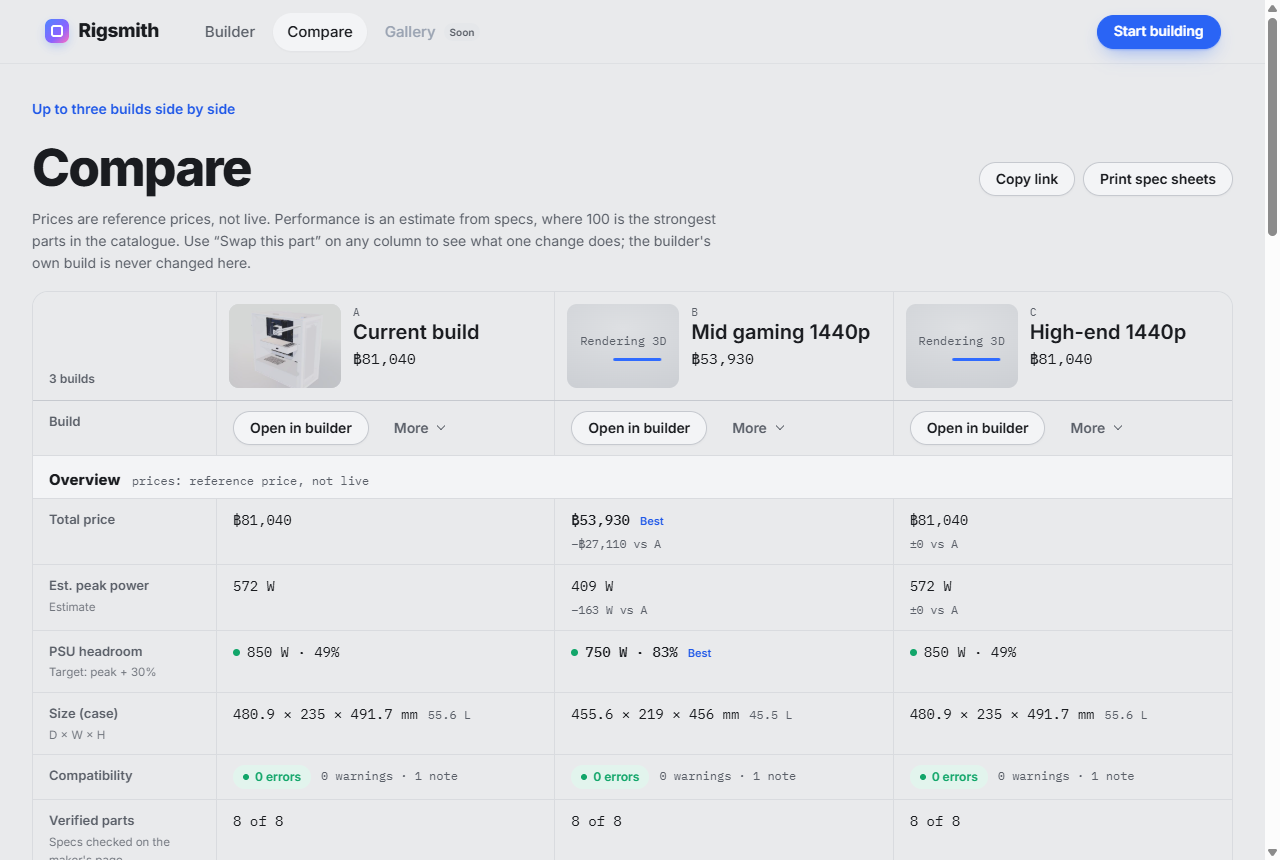 Rigsmith
Builder
Compare
Gallery Soon
Start building
Up to three builds side by side
Compare
Copy link
Print spec sheets
Prices are reference prices, not live. Performance is an estimate from specs, where 100 is the strongest
parts in the catalogue. Use “Swap this part” on any column to see what one change does; the builder's
own build is never changed here.
3 builds
A
Current build
฿81,040
Rendering 3D
B
Mid gaming 1440p
฿53,930
Rendering 3D
C
High-end 1440p
฿81,040
Build
Open in builder More
Open in builder More
Open in builder More
Overview prices: reference price, not live
Total price
฿81,040
฿53,930 Best
−฿27,110 vs A
฿81,040
±0 vs A
Est. peak power
Estimate
572 W
409 W
−163 W vs A
572 W
±0 vs A
PSU headroom
Target: peak + 30%
850 W · 49%
750 W · 83% Best
850 W · 49%
Size (case)
D × W × H
480.9 × 235 × 491.7 mm 55.6 L
455.6 × 219 × 456 mm 45.5 L
480.9 × 235 × 491.7 mm 55.6 L
Compatibility
0 errors 0 warnings · 1 note
0 errors 0 warnings · 1 note
0 errors 0 warnings · 1 note
Verified parts
Specs checked on the
maker's page
8 of 8
8 of 8
8 of 8